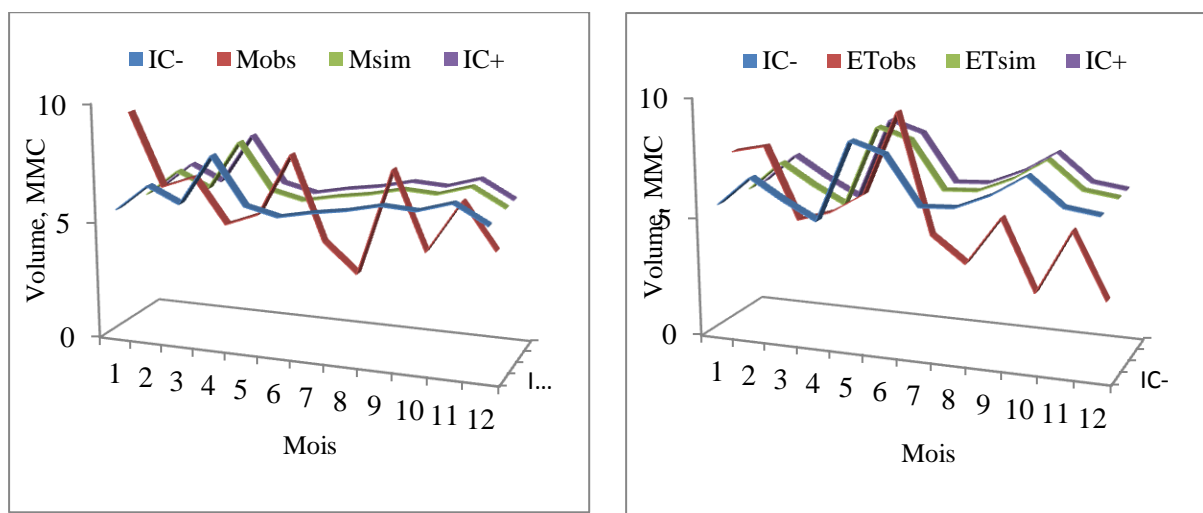 IC- Mobs Msim IC+
10
5
0
Volume, MMC
1 2 3 4 5 6 7 8 9 10 11 12
I...
Mois
IC- ETobs ETsim IC+
10
5
0
Volume, MMC
1 2 3 4 5 6 7 8 9 10 11 12
IC-
Mois